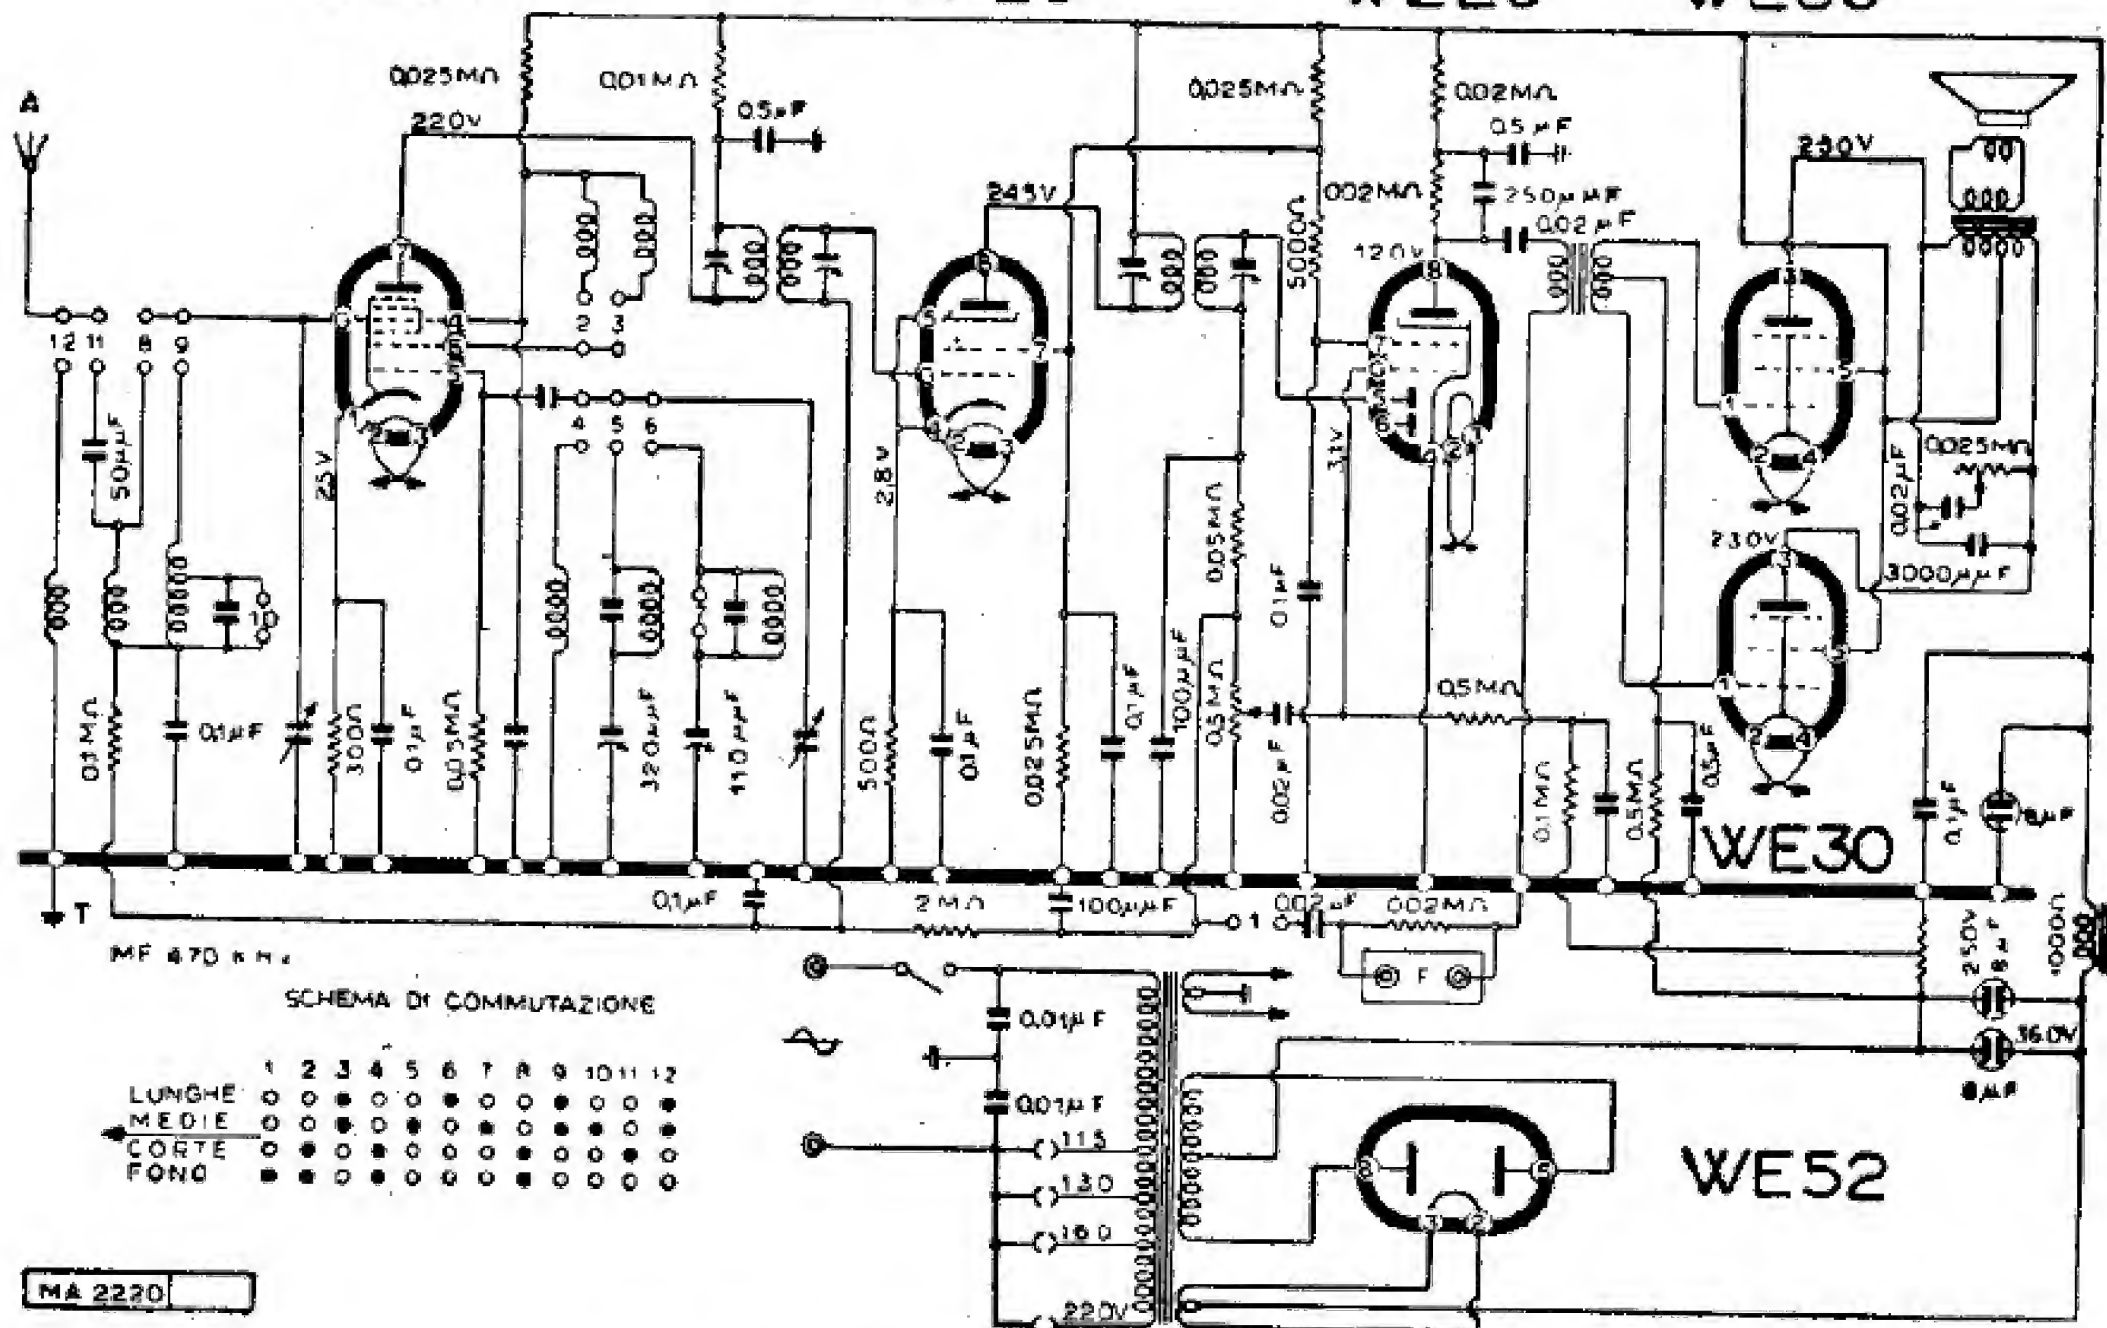 0.025MΩ
0.01MΩ
0.5µF
0.025MΩ
0.02MΩ
0.5µF
A
220V
245V
0.02MΩ
250µµF
0.02µF
230V
120V
5000Ω
12 11 8 9
2 3
4 5 6
50µµF
25V
2,8V
0.05MΩ
0.1µF
0.025MΩ
0.02µF
230V
3000µµF
10
0.1MΩ
0.1µF
300Ω
0.1µF
0.05MΩ
320µµF
110µµF
500Ω
0.1µF
0.025MΩ
0.1µF
100µµF
0.5MΩ
0.02µF
0.5MΩ
0.1MΩ
0.5MΩ
0.5µF
WE30
0.1µF
8µF
T
0.1µF
2MΩ
100µµF
1
0.02µF
0.02MΩ
F
250V
8µF
1000Ω
MF 470 KHz
SCHEMA DI COMMUTAZIONE
1 2 3 4 5 6 7 8 9 10 11 12
LUNGHE
MEDIE
CORTE
FONO
0.01µF
0.01µF
115
130
160
220V
360V
8µF
WE52
MA 2220